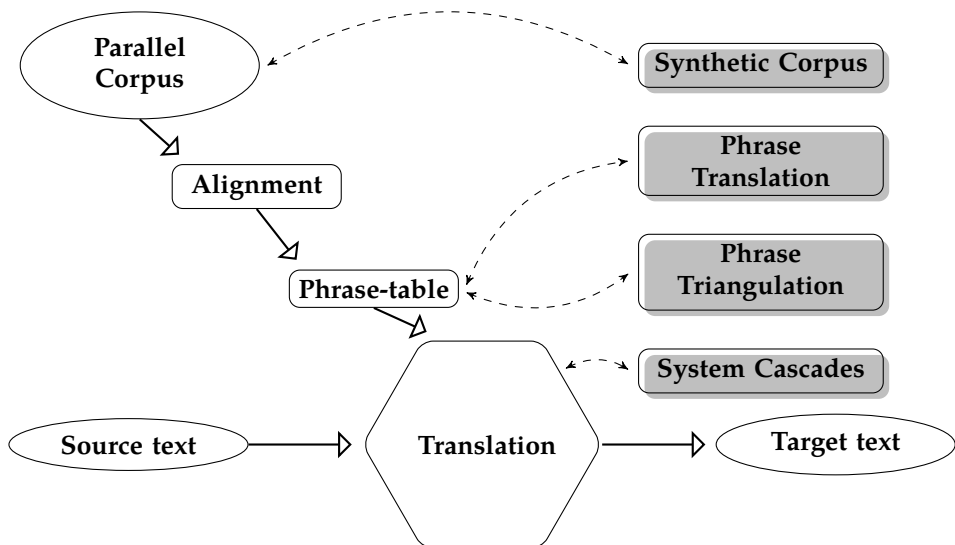 Parallel
Corpus
Synthetic Corpus
Phrase
Translation
Alignment
Phrase
Triangulation
Phrase-table
System Cascades
Source text
Translation
Target text